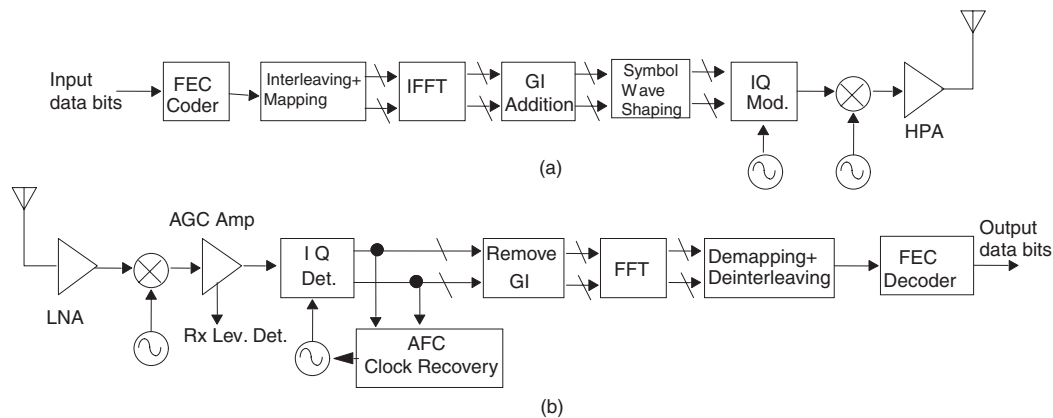 Input
data bits
FEC
Coder
Interleaving+
Mapping
IFFT
GI
Addition
Symbol
Wave
Shaping
IQ
Mod.
HPA
(a)
AGC Amp
LNA
Rx Lev. Det.
I Q
Det.
AFC
Clock Recovery
Remove
GI
FFT
Demapping+
Deinterleaving
FEC
Decoder
Output
data bits
(b)